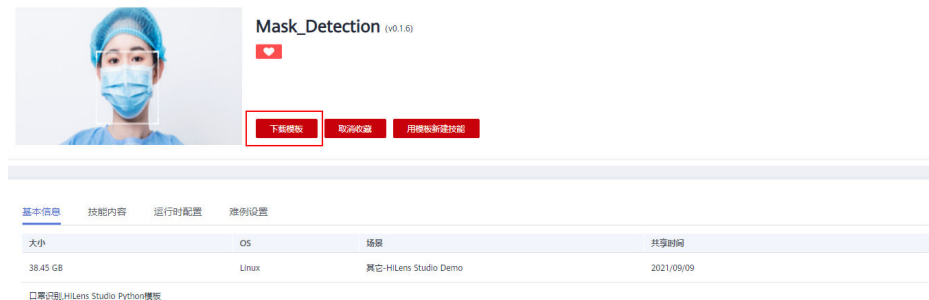 Mask_Detection (v0.1.6)
下载模板 取消收藏 用模板新建技能
基本信息 技能内容 运行时配置 难例设置
大小 OS 场景 共享时间
38.45 GB Linux 其它-HiLens Studio Demo 2021/09/09
口罩识别,HiLens Studio Python模板